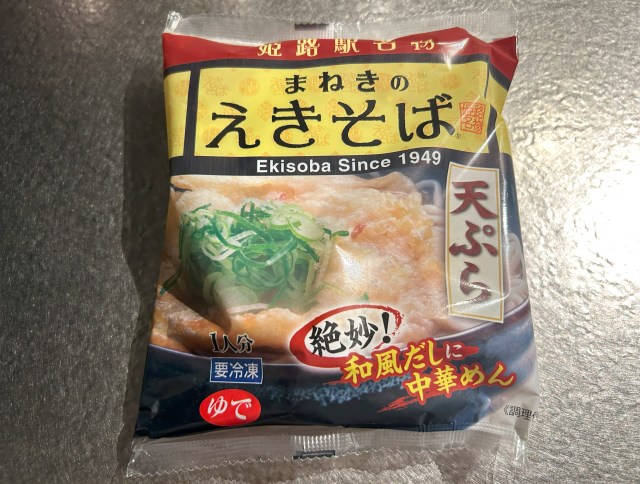 姫路駅名物
まねきの
えきそば
Ekisoba Since 1949
天ぷら
絶妙!
和風だしに
中華めん
1人分
要冷凍
ゆで
《調理